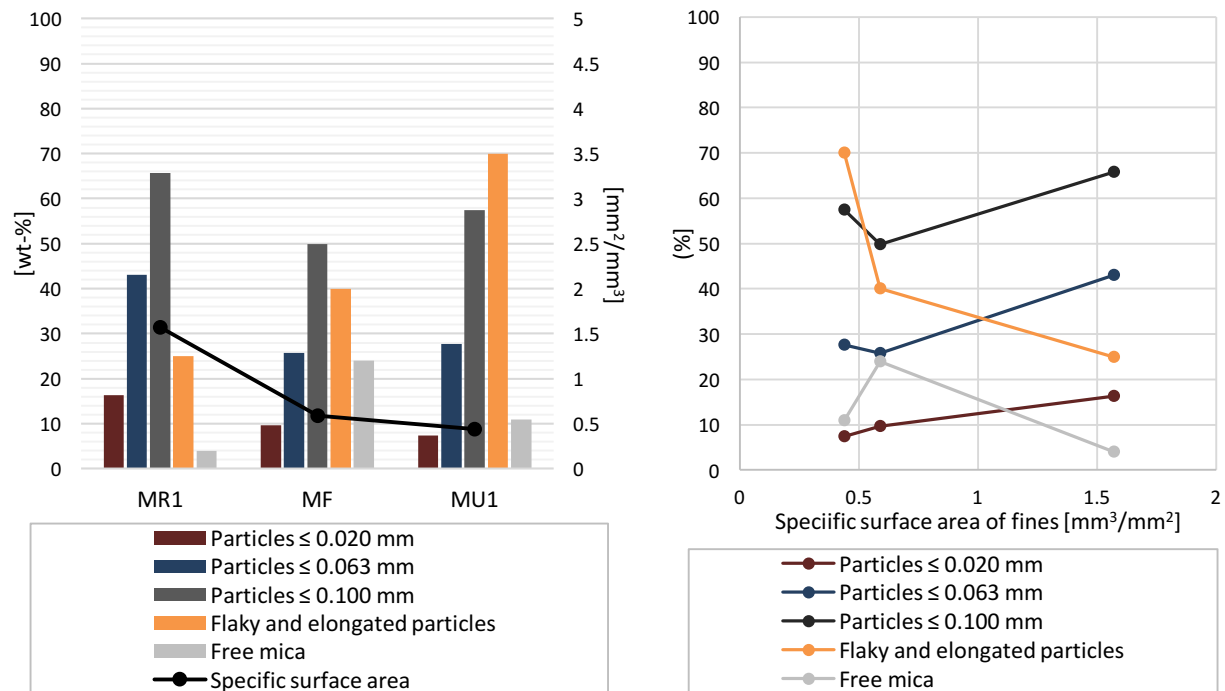 100
90
80
70
60
50
40
30
20
10
0
[wt-%]
5
4.5
4
3.5
3
2.5
2
1.5
1
0.5
0
[mm²/mm³]
MR1 MF MU1
Particles ≤ 0.020 mm
Particles ≤ 0.063 mm
Particles ≤ 0.100 mm
Flaky and elongated particles
Free mica
Specific surface area
100
90
80
70
60
50
40
30
20
10
0
(%)
0 0.5 1 1.5 2
Speciific surface area of fines [mm³/mm²]
Particles ≤ 0.020 mm
Particles ≤ 0.063 mm
Particles ≤ 0.100 mm
Flaky and elongated particles
Free mica